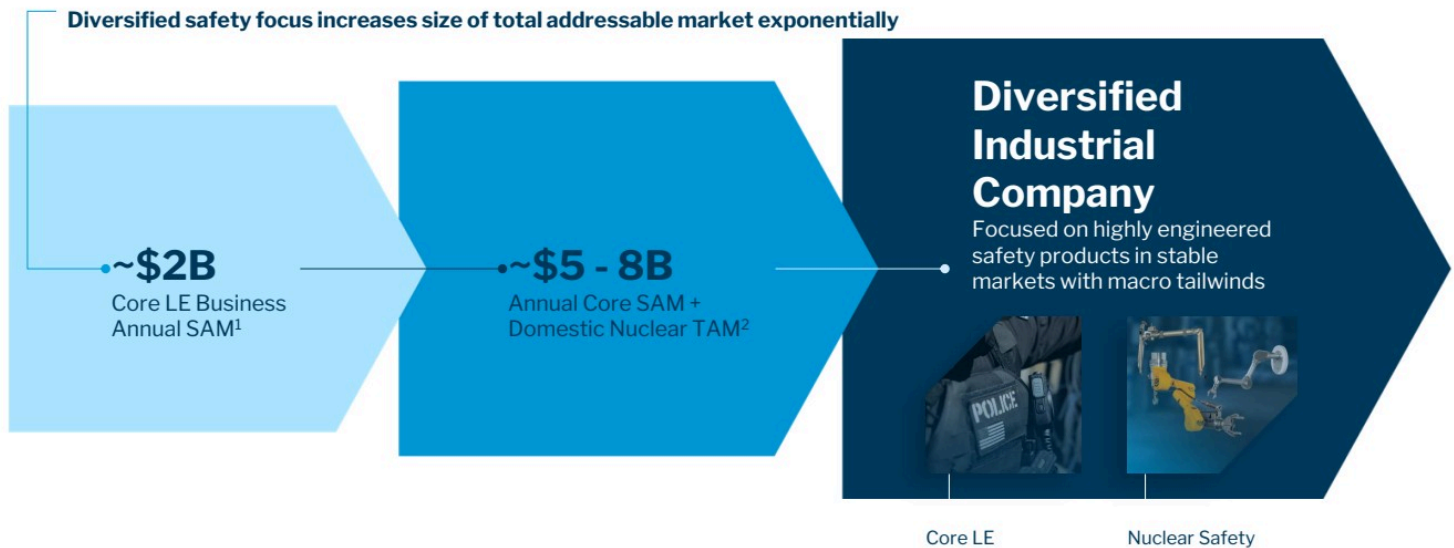 Diversified safety focus increases size of total addressable market exponentially
~$2B
Core LE Business
Annual SAM¹
~$5 - 8B
Annual Core SAM +
Domestic Nuclear TAM²
Diversified
Industrial
Company
Focused on highly engineered
safety products in stable
markets with macro tailwinds
POLICE
Core LE
Nuclear Safety